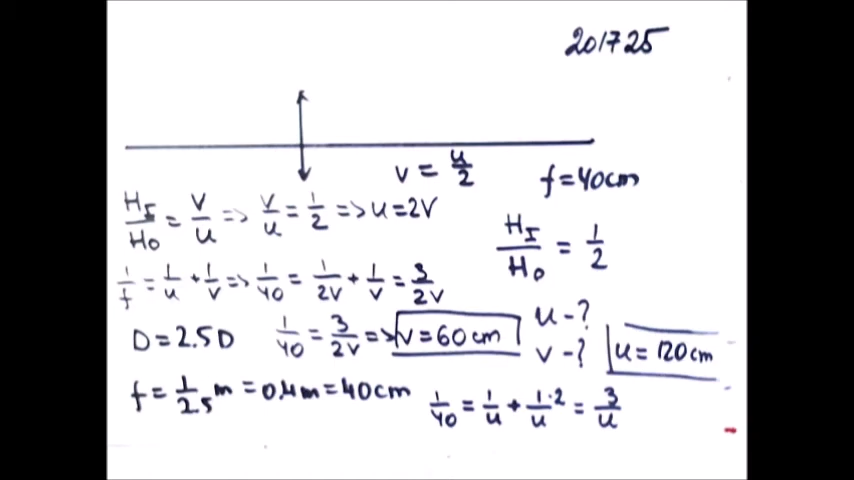 201725
v = u/2
f = 40cm
H_I/H_O = v/u => v/u = 1/2 => u = 2v
H_I/H_O = 1/2
1/f = 1/u + 1/v => 1/40 = 1/2v + 1/v = 3/2v
D = 2.5D
1/40 = 3/2v => v = 60cm
u - ?
v - ?
u = 120cm
f = 1/2.5 m = 0.4m = 40cm
1/40 = 1/u + 1·2/u = 3/u